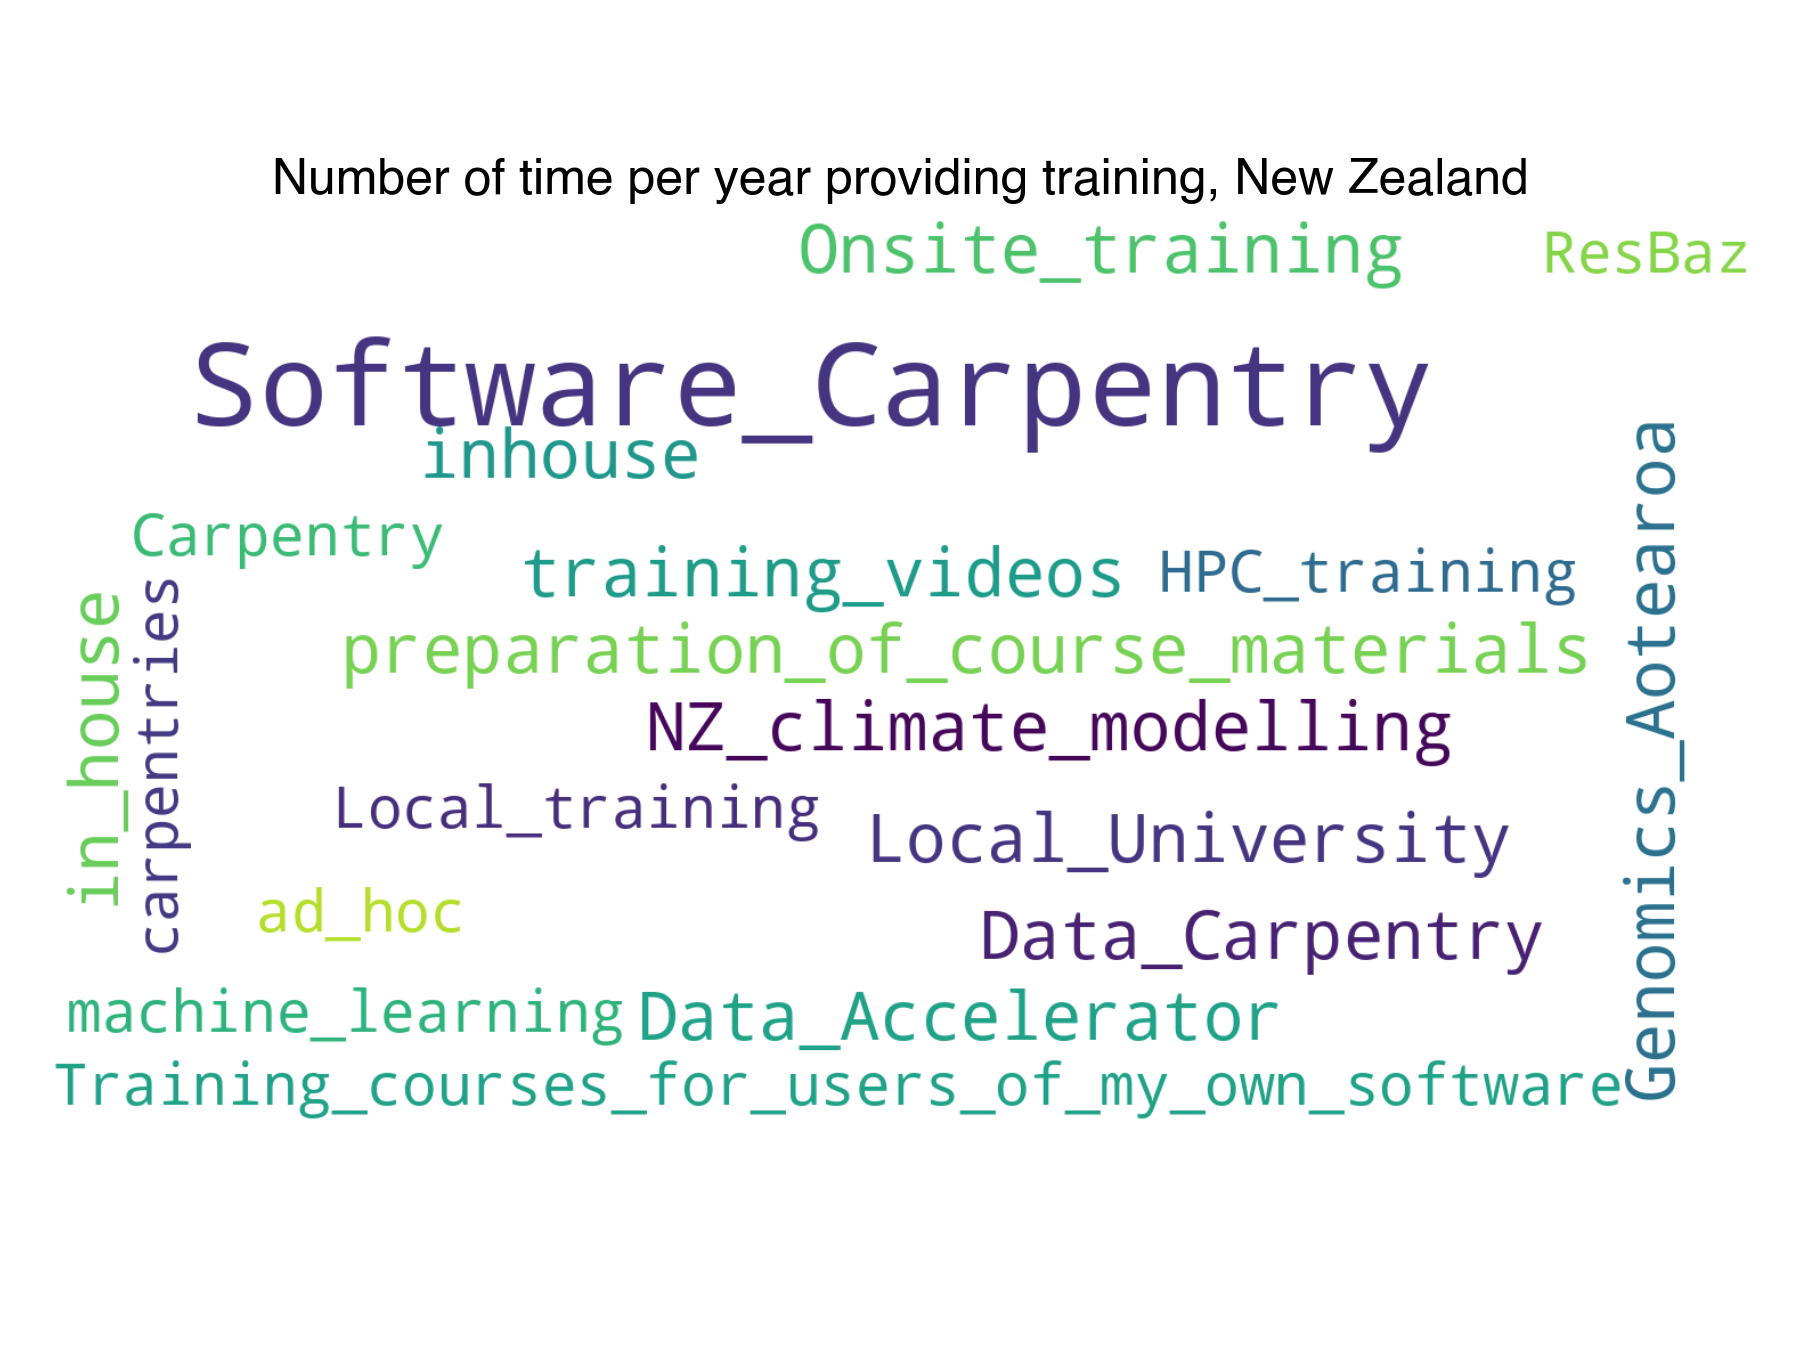 Number of time per year providing training, New Zealand
Onsite_training
ResBaz
Software_Carpentry
inhouse
Carpentry
training_videos
HPC_training
preparation_of_course_materials
NZ_climate_modelling
Genomics_Aotearoa
in_house
carpentries
Local_training
Local_University
ad_hoc
Data_Carpentry
machine_learning
Data_Accelerator
Training_courses_for_users_of_my_own_software